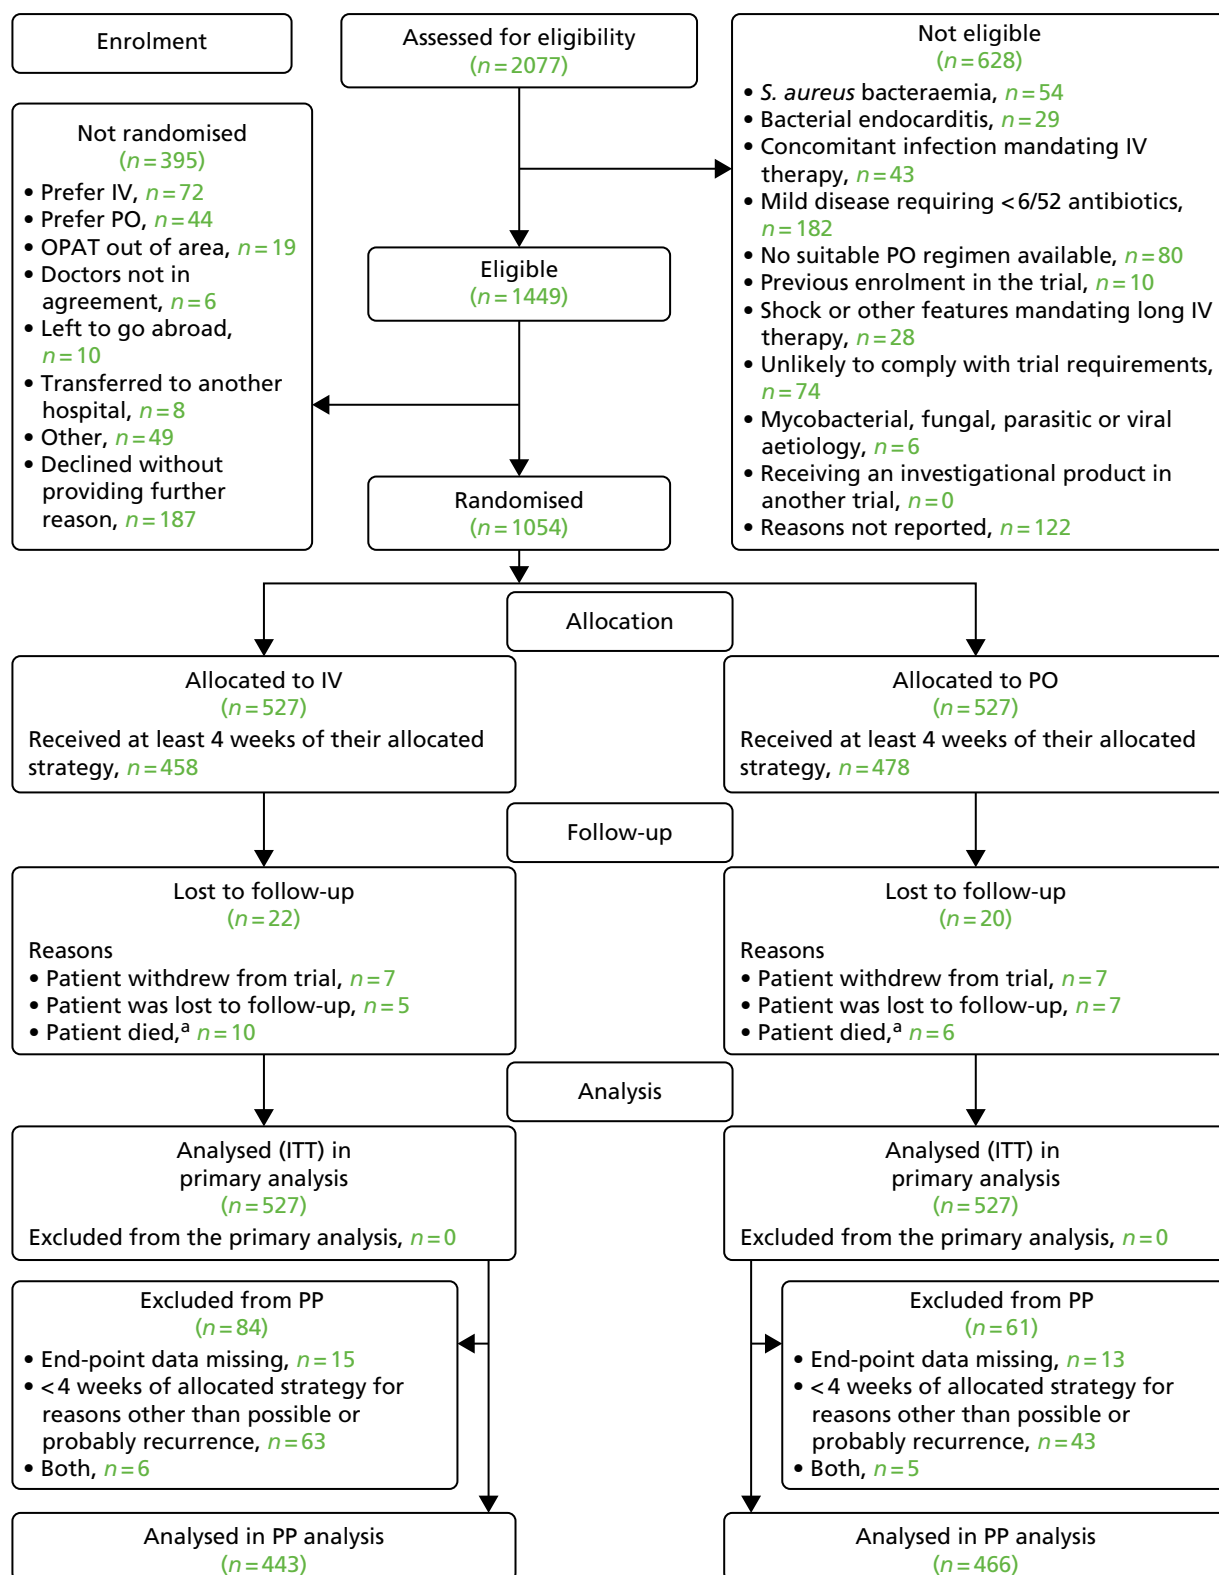 Enrolment
Assessed for eligibility
(n=2077)
Not eligible
(n=628)
• S. aureus bacteraemia, n=54
• Bacterial endocarditis, n=29
• Concomitant infection mandating IV
therapy, n=43
• Mild disease requiring <6/52 antibiotics,
n=182
• No suitable PO regimen available, n=80
• Previous enrolment in the trial, n=10
• Shock or other features mandating long IV
therapy, n=28
• Unlikely to comply with trial requirements,
n=74
• Mycobacterial, fungal, parasitic or viral
aetiology, n=6
• Receiving an investigational product in
another trial, n=0
• Reasons not reported, n=122
Not randomised
(n=395)
• Prefer IV, n=72
• Prefer PO, n=44
• OPAT out of area, n=19
• Doctors not in
agreement, n=6
• Left to go abroad,
n=10
• Transferred to another
hospital, n=8
• Other, n=49
• Declined without
providing further
reason, n=187
Eligible
(n=1449)
Randomised
(n=1054)
Allocation
Allocated to IV
(n=527)
Received at least 4 weeks of their allocated
strategy, n=458
Allocated to PO
(n=527)
Received at least 4 weeks of their allocated
strategy, n=478
Follow-up
Lost to follow-up
(n=22)
Reasons
• Patient withdrew from trial, n=7
• Patient was lost to follow-up, n=5
• Patient died,a n=10
Lost to follow-up
(n=20)
Reasons
• Patient withdrew from trial, n=7
• Patient was lost to follow-up, n=7
• Patient died,a n=6
Analysis
Analysed (ITT) in
primary analysis
(n=527)
Excluded from the primary analysis, n=0
Analysed (ITT) in
primary analysis
(n=527)
Excluded from the primary analysis, n=0
Excluded from PP
(n=84)
• End-point data missing, n=15
• <4 weeks of allocated strategy for
reasons other than possible or
probably recurrence, n=63
• Both, n=6
Excluded from PP
(n=61)
• End-point data missing, n=13
• <4 weeks of allocated strategy for
reasons other than possible or
probably recurrence, n=43
• Both, n=5
Analysed in PP analysis
(n=443)
Analysed in PP analysis
(n=466)